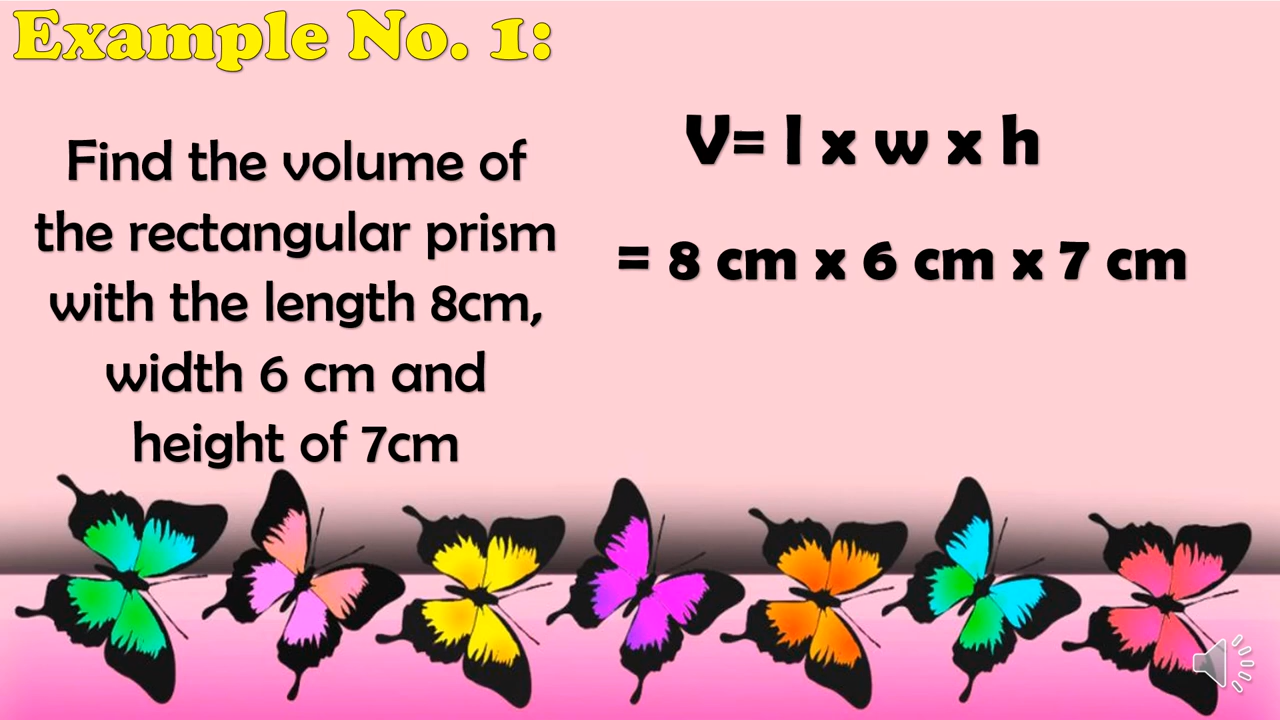 Example No. 1:
Find the volume of
the rectangular prism
with the length 8cm,
width 6 cm and
height of 7cm
V= l x w x h
= 8 cm x 6 cm x 7 cm